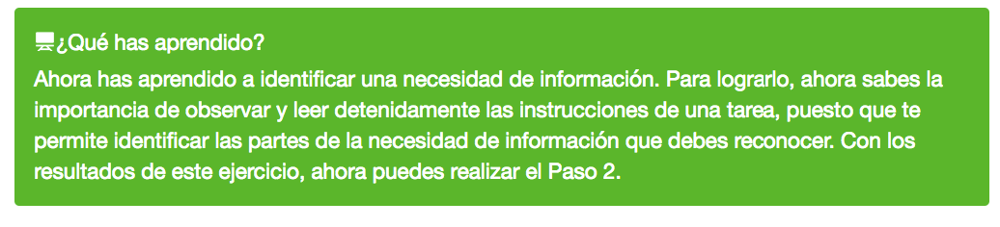 ¿Qué has aprendido?
Ahora has aprendido a identificar una necesidad de información. Para lograrlo, ahora sabes la
importancia de observar y leer detenidamente las instrucciones de una tarea, puesto que te
permite identificar las partes de la necesidad de información que debes reconocer. Con los
resultados de este ejercicio, ahora puedes realizar el Paso 2.